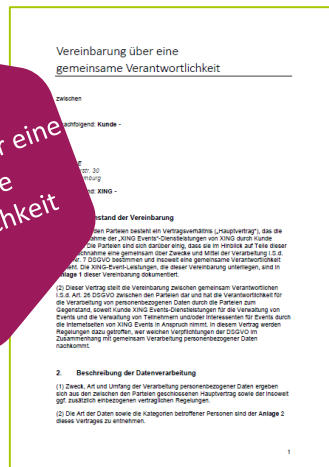 Vereinbarung über eine
gemeinsame Verantwortlichkeit
zwischen
nachfolgend: Kunde -
E
str. 30
mburg
nd: XING -
stand der Vereinbarung
den Parteien besteht ein Vertragsverhältnis („Hauptvertrag"), das die
ahme der „XING Events"-Dienstleistungen von XING durch Kunde
Die Parteien sind darüber einig, dass sie im Hinblick auf Teile dieser
chnahme eine gemeinsam über Zwecke und Mittel der Verarbeitung i.S.d.
Nr. 7 DSGVO bestimmen und insoweit eine gemeinsame Verantwortlichkeit
eht. Die XING-Event-Leistungen, die dieser Vereinbarung unterliegen, sind in
nlage 1 dieser Vereinbarung dokumentiert.
(2) Dieser Vertrag stellt die Vereinbarung zwischen gemeinsam Verantwortlichen
i.S.d. Art. 26 DSGVO zwischen den Parteien dar und hat die Verantwortlichkeit für
die Verarbeitung von personenbezogenen Daten durch die Parteien zum
Gegenstand, soweit Kunde XING Events-Dienstleistungen für die Verwaltung von
Events und die Verwaltung von Teilnehmern und/oder Interessenten für Events durch
die Internetseiten von XING Events in Anspruch nimmt. In diesem Vertrag werden
Regelungen dazu getroffen, wer welchen Verpflichtungen der DSGVO im
Zusammenhang mit gemeinsam Verarbeitung personenbezogener Daten
nachkommt.
2. Beschreibung der Datenverarbeitung
(1) Zweck, Art und Umfang der Verarbeitung personenbezogener Daten ergeben
sich aus den zwischen den Parteien geschlossenen Hauptvertrag sowie der insoweit
ggf. zusätzlich einbezogenen vertraglichen Regelungen.
(2) Die Art der Daten sowie die Kategorien betroffener Personen sind der Anlage 2
dieses Vertrages zu entnehmen.
1
r eine
e
hkeit